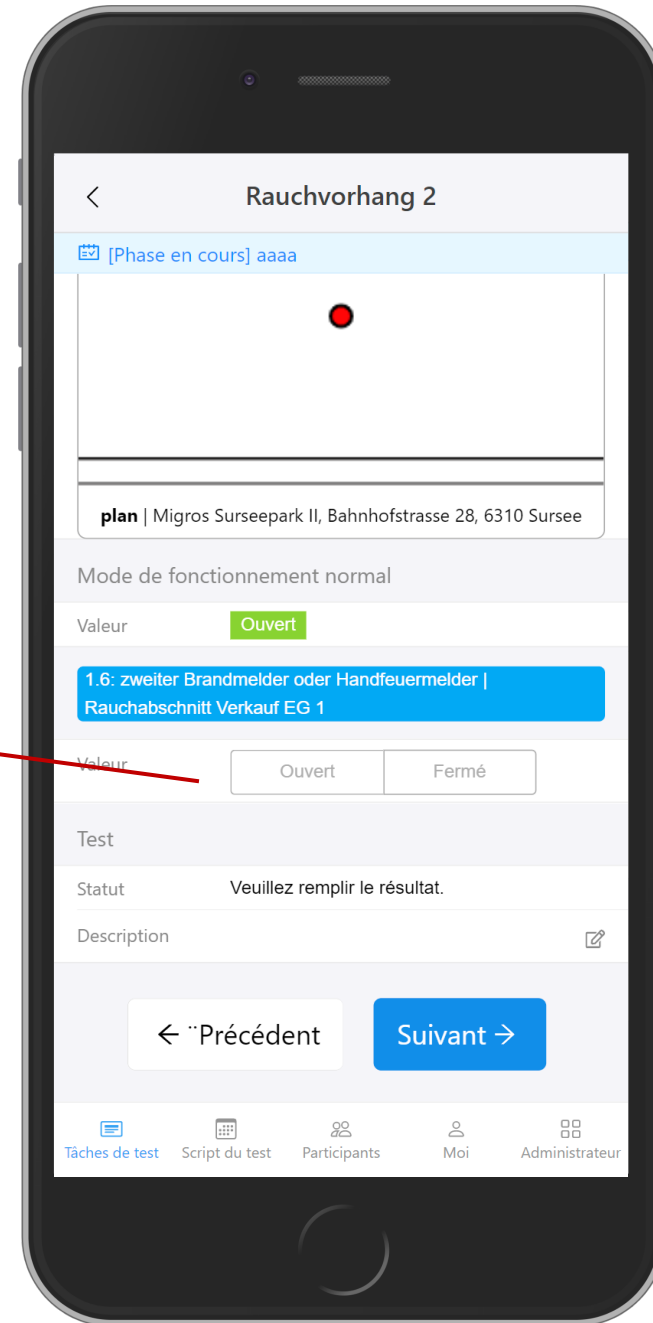 Rauchvorhang 2
[Phase en cours] aaaa
plan | Migros Surseepark II, Bahnhofstrasse 28, 6310 Sursee
Mode de fonctionnement normal
Valeur Ouvert
1.6: zweiter Brandmelder oder Handfeuermelder |
Rauchabschnitt Verkauf EG 1
Valeur Ouvert Fermé
Test
Statut Veuillez remplir le résultat.
Description
← ¨Précédent Suivant →
Tâches de test Script du test Participants Moi Administrateur